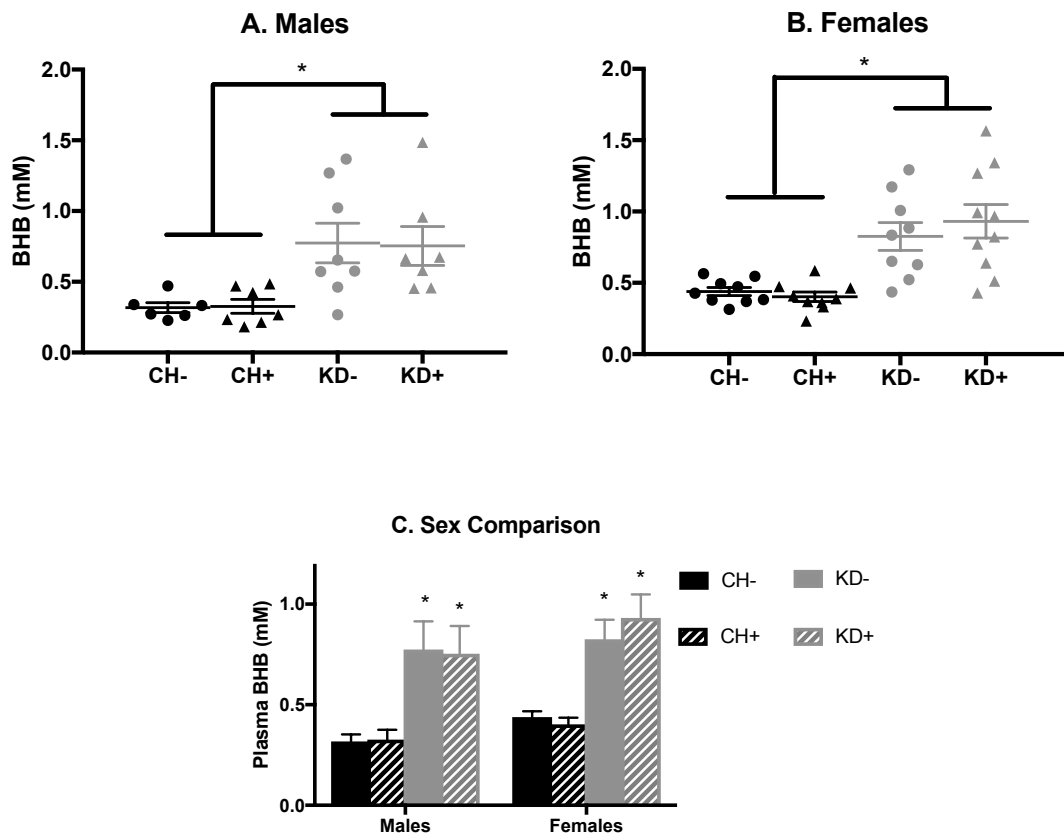 A. Males
*
BHB (mM)
2.0
1.5
1.0
0.5
0.0
CH-
CH+
KD-
KD+
B. Females
*
BHB (mM)
2.0
1.5
1.0
0.5
0.0
CH-
CH+
KD-
KD+
C. Sex Comparison
Plasma BHB (mM)
1.0
0.5
0.0
* * * *
Males
Females
CH-
KD-
CH+
KD+